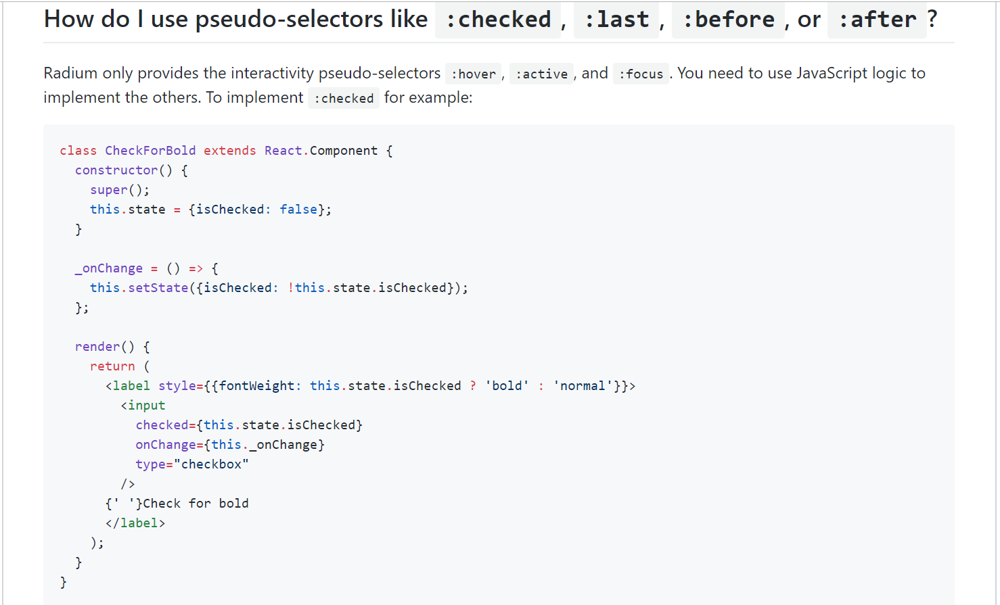 How do I use pseudo-selectors like :checked, :last, :before, or :after?
Radium only provides the interactivity pseudo-selectors :hover, :active, and :focus. You need to use JavaScript logic to
implement the others. To implement :checked for example:
class CheckForBold extends React.Component {
  constructor() {
    super();
    this.state = {isChecked: false};
  }

  _onChange = () => {
    this.setState({isChecked: !this.state.isChecked});
  };

  render() {
    return (
      <label style={{fontWeight: this.state.isChecked ? 'bold' : 'normal'}}>
        <input
          checked={this.state.isChecked}
          onChange={this._onChange}
          type="checkbox"
        />
      {' '}Check for bold
      </label>
    );
  }
}